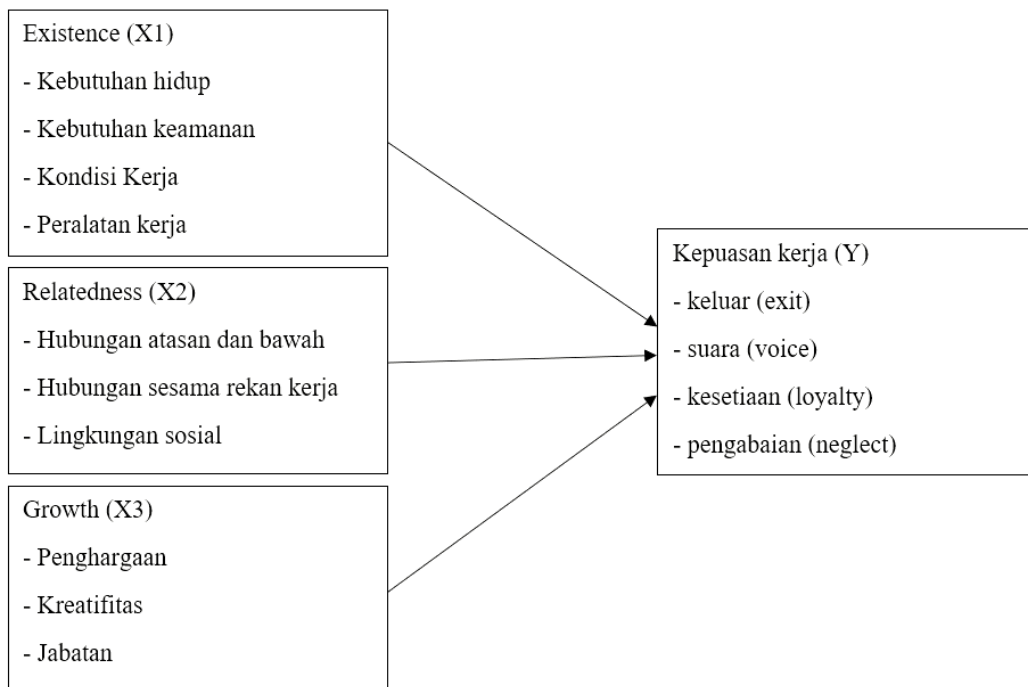 Existence (X1)
- Kebutuhan hidup
- Kebutuhan keamanan
- Kondisi Kerja
- Peralatan kerja
Relatedness (X2)
- Hubungan atasan dan bawah
- Hubungan sesama rekan kerja
- Lingkungan sosial
Growth (X3)
- Penghargaan
- Kreatifitas
- Jabatan
Kepuasan kerja (Y)
- keluar (exit)
- suara (voice)
- kesetiaan (loyalty)
- pengabaian (neglect)